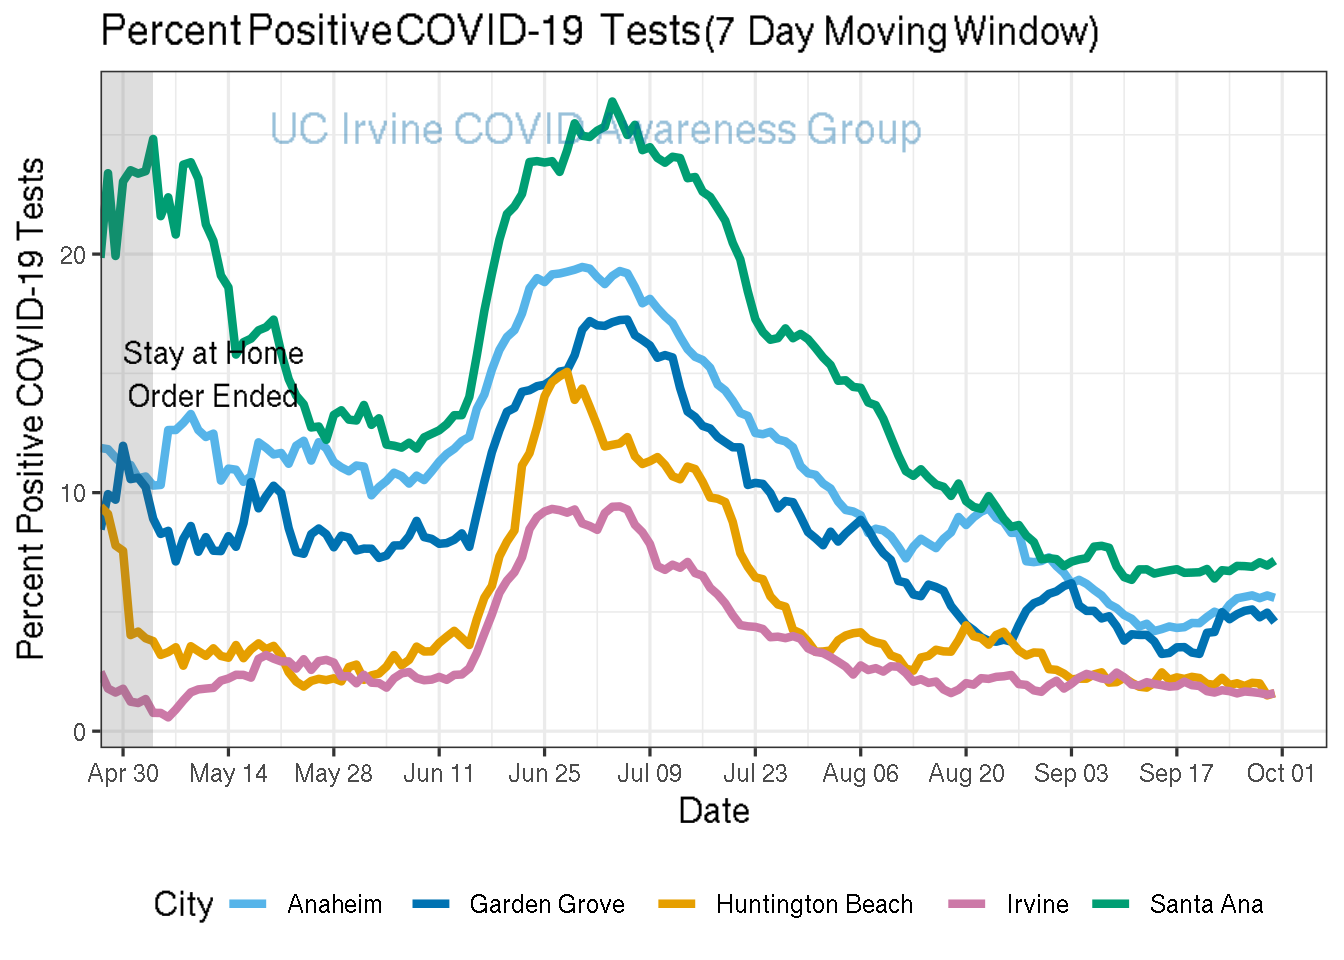 Percent Positive COVID-19 Tests (7 Day Moving Window)
UC Irvine COVID Awareness Group
Percent Positive COVID-19 Tests
20
10
0
Stay at Home
Order Ended
Apr 30 May 14 May 28 Jun 11 Jun 25 Jul 09 Jul 23 Aug 06 Aug 20 Sep 03 Sep 17 Oct 01
Date
City Anaheim Garden Grove Huntington Beach Irvine Santa Ana